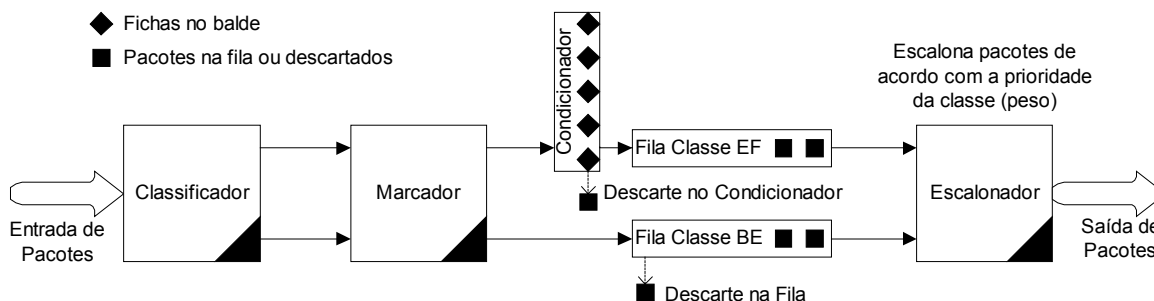 Fichas no balde
Pacotes na fila ou descartados
Condicionador
Escalona pacotes de
acordo com a prioridade
da classe (peso)
Classificador
Marcador
Fila Classe EF
Descarte no Condicionador
Fila Classe BE
Descarte na Fila
Escalonador
Entrada de
Pacotes
Saída de
Pacotes